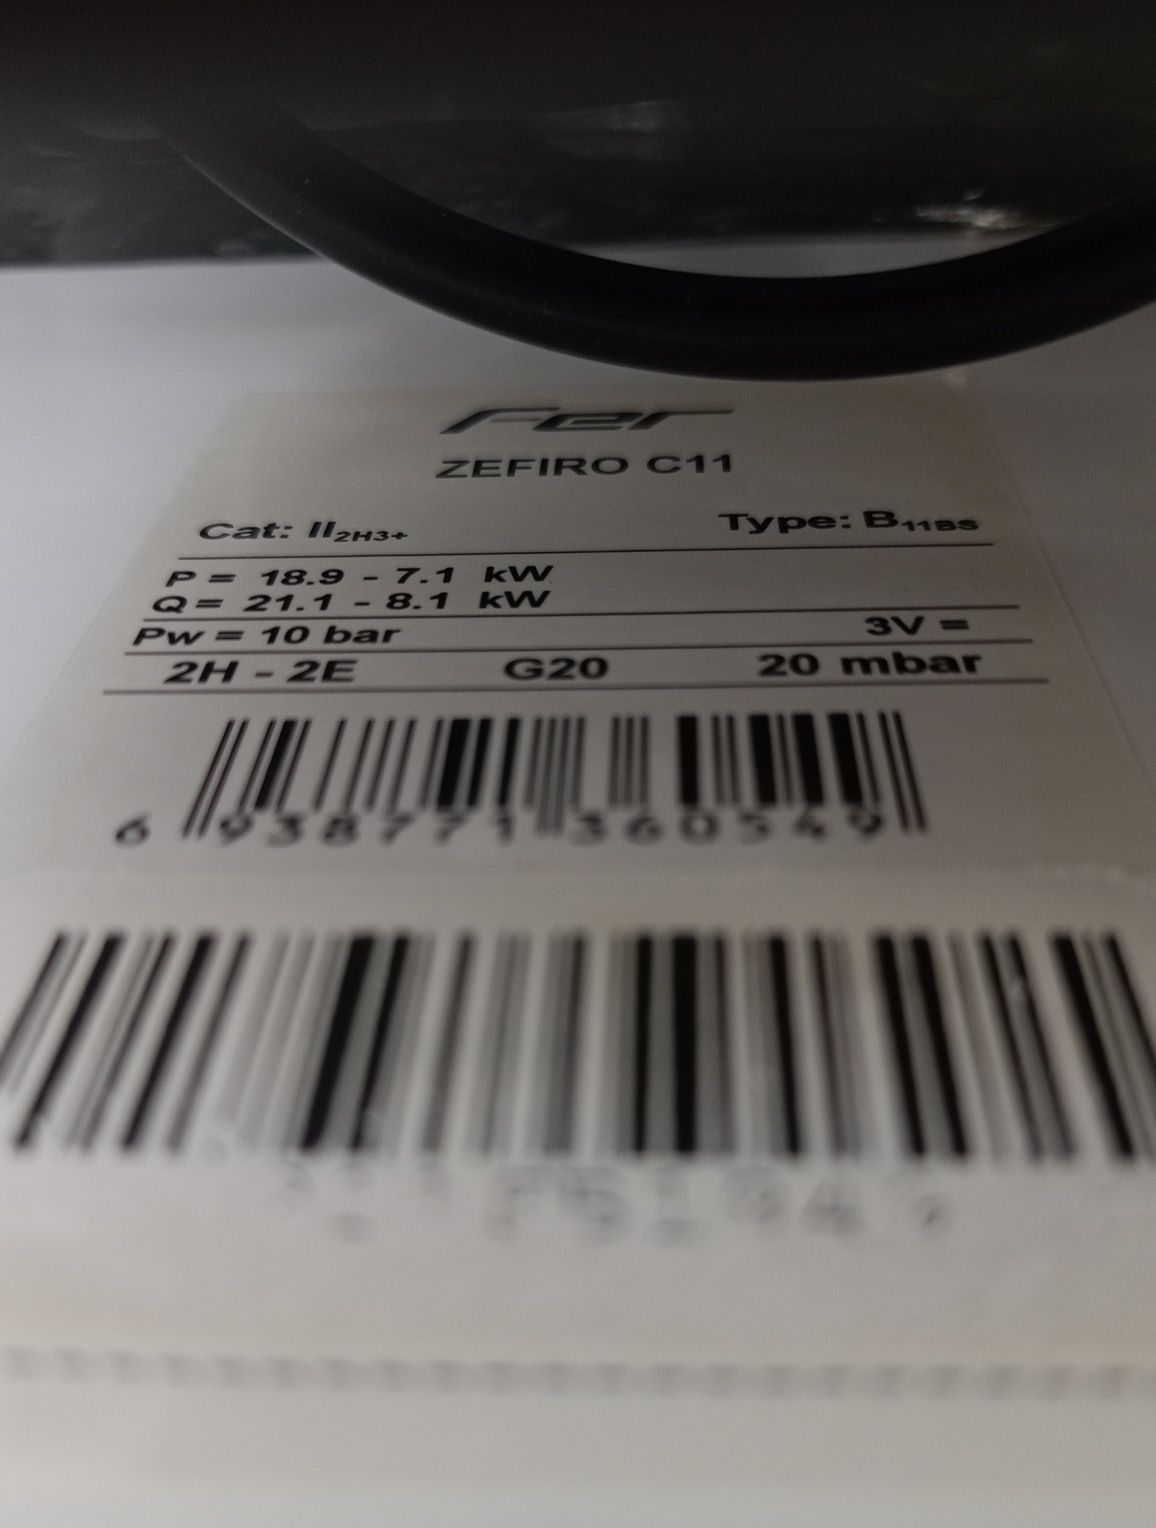 Fer
ZEFIRO C11
Cat: II2H3+ Type: B11BS
P = 18.9 - 7.1 kW
Q = 21.1 - 8.1 kW
Pw = 10 bar 3V =
2H - 2E G20 20 mbar
6 938771 360549